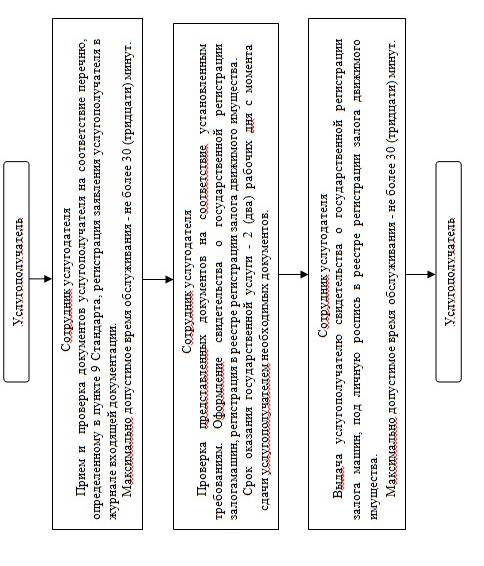 Услугополучатель
Сотрудник услугодателя
Прием и проверка документов услугополучателя на соответствие перечню,
определенному в пункте 9 Стандарта, регистрация заявления услугополучателя в
журнале входящей документации.
Максимально допустимое время обслуживания - не более 30 (тридцати) минут.
Сотрудник услугодателя
Проверка представленных документов на соответствие установленным
требованиям. Оформление свидетельства о государственной регистрации
залогамашин, регистрация в реестре регистрации залога движимого имущества.
Срок оказания государственной услуги - 2 (два) рабочих дня с момента
сдачи услугополучателем необходимых документов.
Сотрудник услугодателя
Выдача услугополучателю свидетельства о государственной регистрации
залога машин, под личную роспись в реестре регистрации залога движимого
имущества.
Максимально допустимое время обслуживания - не более 30 (тридцати) минут.
Услугополучатель